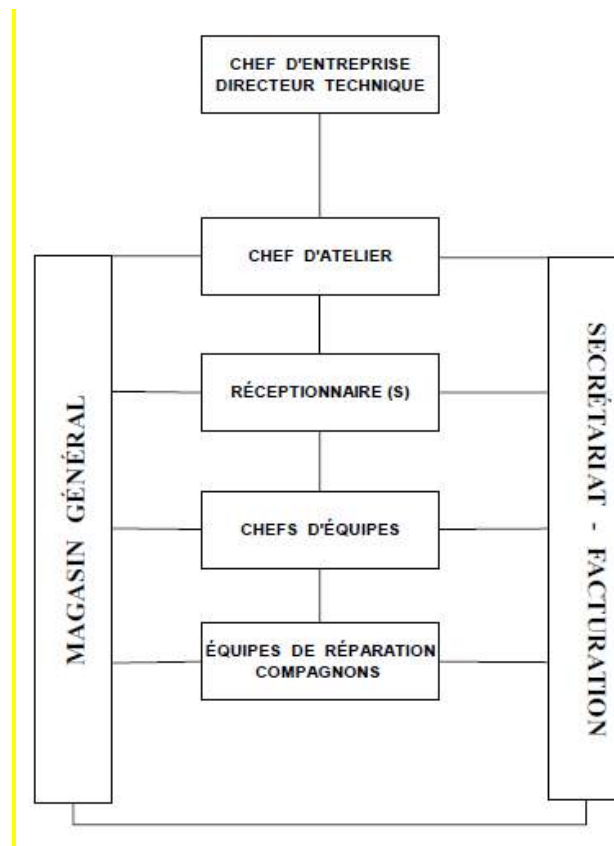 CHEF D'ENTREPRISE
DIRECTEUR TECHNIQUE
CHEF D'ATELIER
RÉCEPTIONNAIRE (S)
CHEFS D'ÉQUIPES
ÉQUIPES DE RÉPARATION
COMPAGNONS
MAGASIN GÉNÉRAL
SECRÉTARIAT - FACTURATION